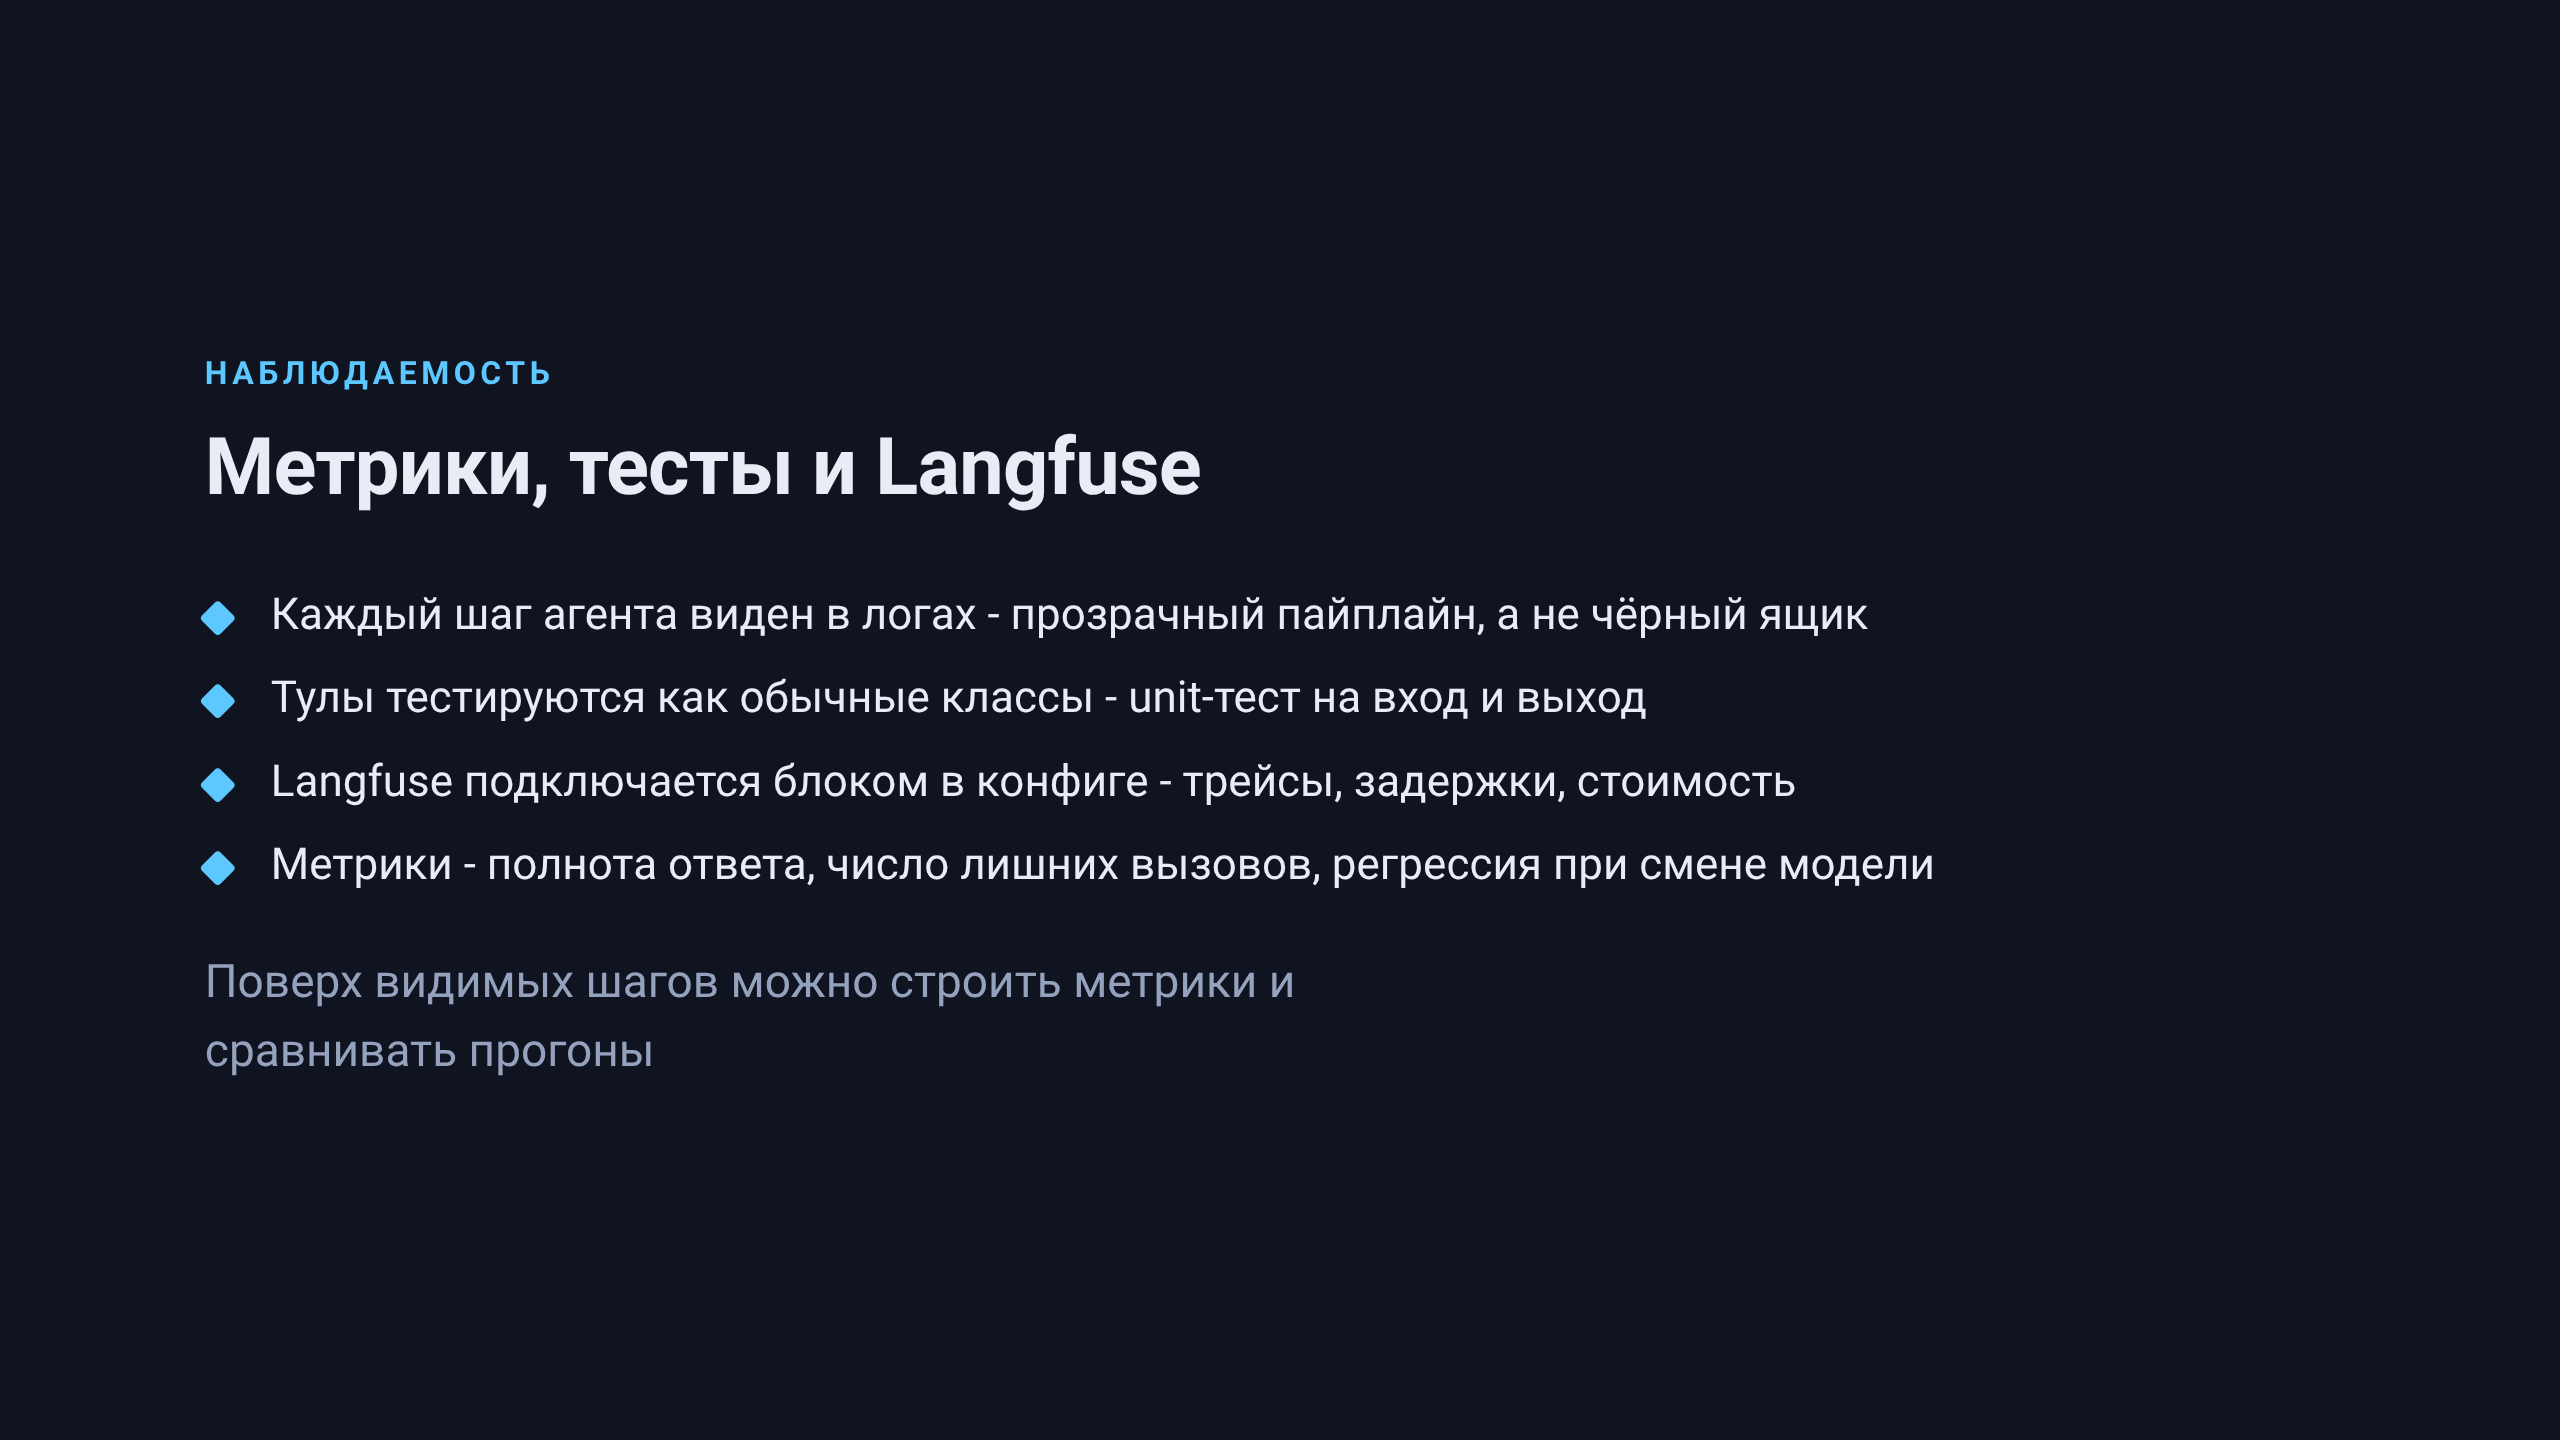 НАБЛЮДАЕМОСТЬ
Метрики, тесты и Langfuse
Каждый шаг агента виден в логах - прозрачный пайплайн, а не чёрный ящик
Тулы тестируются как обычные классы - unit-тест на вход и выход
Langfuse подключается блоком в конфиге - трейсы, задержки, стоимость
Метрики - полнота ответа, число лишних вызовов, регрессия при смене модели
Поверх видимых шагов можно строить метрики и
сравнивать прогоны